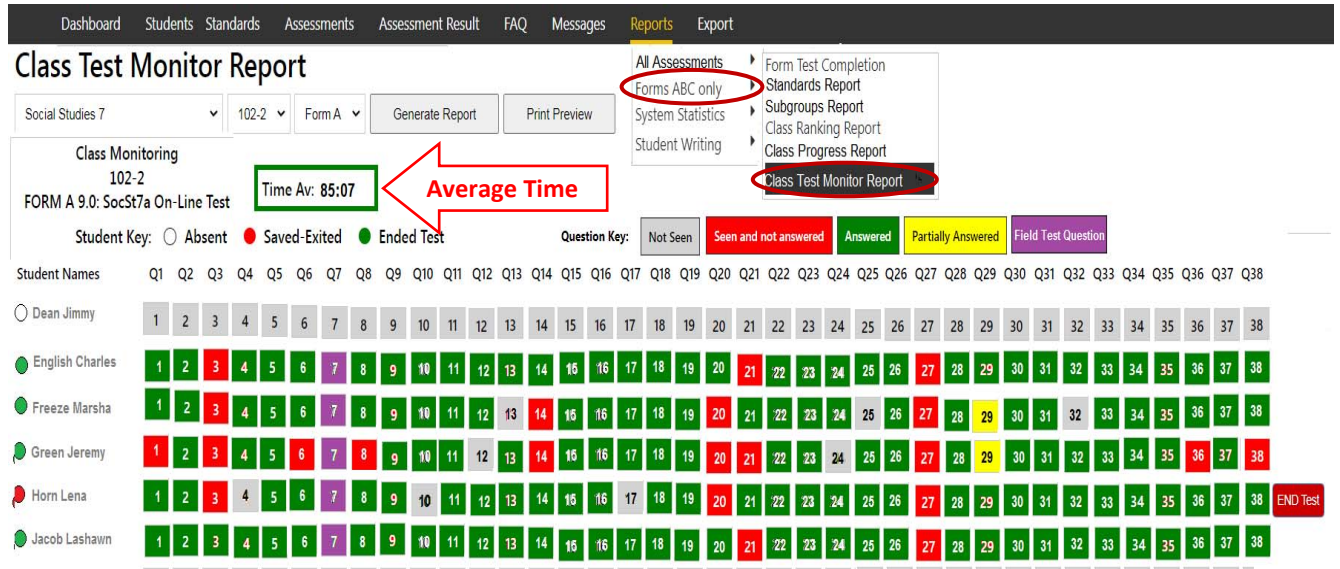 Dashboard Students Standards Assessments Assessment Result FAQ Messages Reports Export
Class Test Monitor Report
All Assessments
Forms ABC only
System Statistics
Student Writing
Form Test Completion
Standards Report
Subgroups Report
Class Ranking Report
Class Progress Report
Class Test Monitor Report
Social Studies 7 102-2 Form A Generate Report Print Preview
Class Monitoring
102-2
FORM A 9.0: SocSt7a On-Line Test
Time Av: 85:07
Average Time
Student Key: Absent Saved-Exited Ended Test
Question Key: Not Seen Seen and not answered Answered Partially Answered Field Test Question
Student Names Q1 Q2 Q3 Q4 Q5 Q6 Q7 Q8 Q9 Q10 Q11 Q12 Q13 Q14 Q15 Q16 Q17 Q18 Q19 Q20 Q21 Q22 Q23 Q24 Q25 Q26 Q27 Q28 Q29 Q30 Q31 Q32 Q33 Q34 Q35 Q36 Q37 Q38
Dean Jimmy 1 2 3 4 5 6 7 8 9 10 11 12 13 14 15 16 17 18 19 20 21 22 23 24 25 26 27 28 29 30 31 32 33 34 35 36 37 38
English Charles 1 2 3 4 5 6 7 8 9 10 11 12 13 14 15 16 17 18 19 20 21 22 23 24 25 26 27 28 29 30 31 32 33 34 35 36 37 38
Freeze Marsha 1 2 3 4 5 6 7 8 9 10 11 12 13 14 15 16 17 18 19 20 21 22 23 24 25 26 27 28 29 30 31 32 33 34 35 36 37 38
Green Jeremy 1 2 3 4 5 6 7 8 9 10 11 12 13 14 15 16 17 18 19 20 21 22 23 24 25 26 27 28 29 30 31 32 33 34 35 36 37 38
Horn Lena 1 2 3 4 5 6 7 8 9 10 11 12 13 14 15 16 17 18 19 20 21 22 23 24 25 26 27 28 29 30 31 32 33 34 35 36 37 38 END Test
Jacob Lashawn 1 2 3 4 5 6 7 8 9 10 11 12 13 14 15 16 17 18 19 20 21 22 23 24 25 26 27 28 29 30 31 32 33 34 35 36 37 38